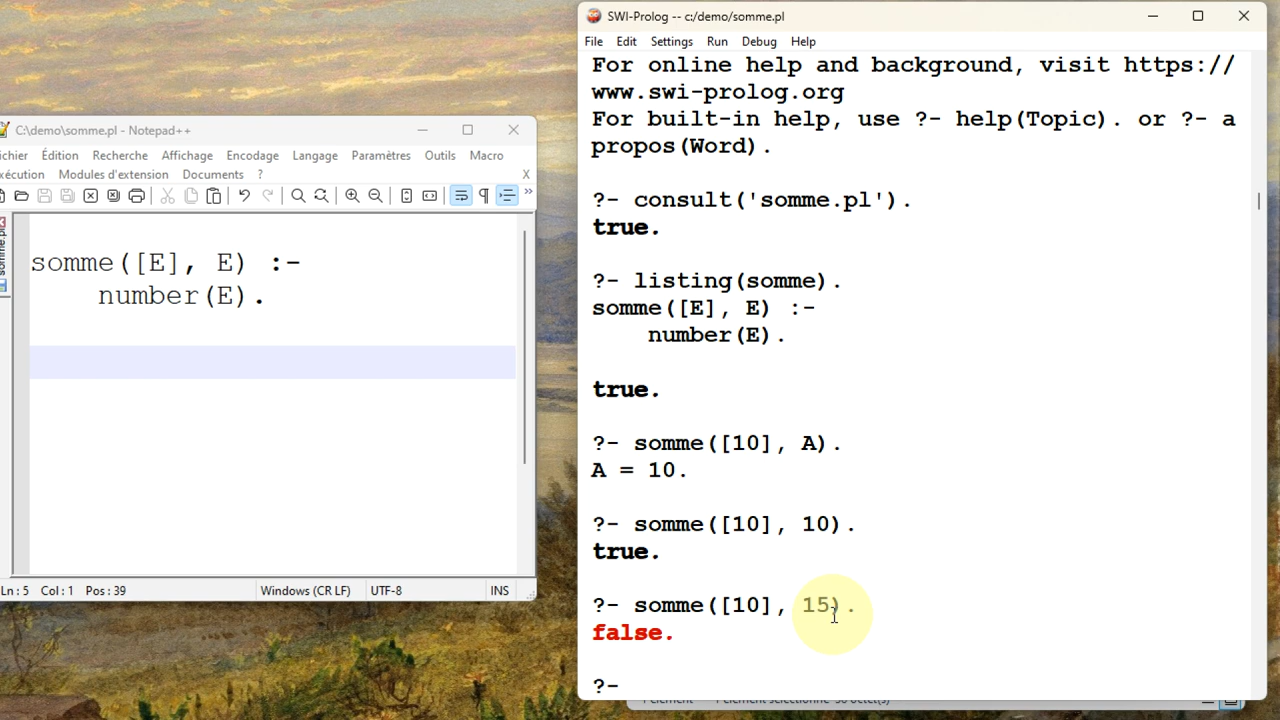 SWI-Prolog -- c:/demo/somme.pl
File Edit Settings Run Debug Help
For online help and background, visit https://
www.swi-prolog.org
For built-in help, use ?- help(Topic). or ?- a
propos(Word).
?- consult('somme.pl').
true.
?- listing(somme).
somme([E], E) :-
    number(E).
true.
?- somme([10], A).
A = 10.
?- somme([10], 10).
true.
?- somme([10], 15).
false.
?-
C:\demo\somme.pl - Notepad++
ichier Édition Recherche Affichage Encodage Langage Paramètres Outils Macro
xécution Modules d'extension Documents ? X
somme.pl
somme([E], E) :-
    number(E).
Ln : 5 Col : 1 Pos : 39 Windows (CR LF) UTF-8 INS